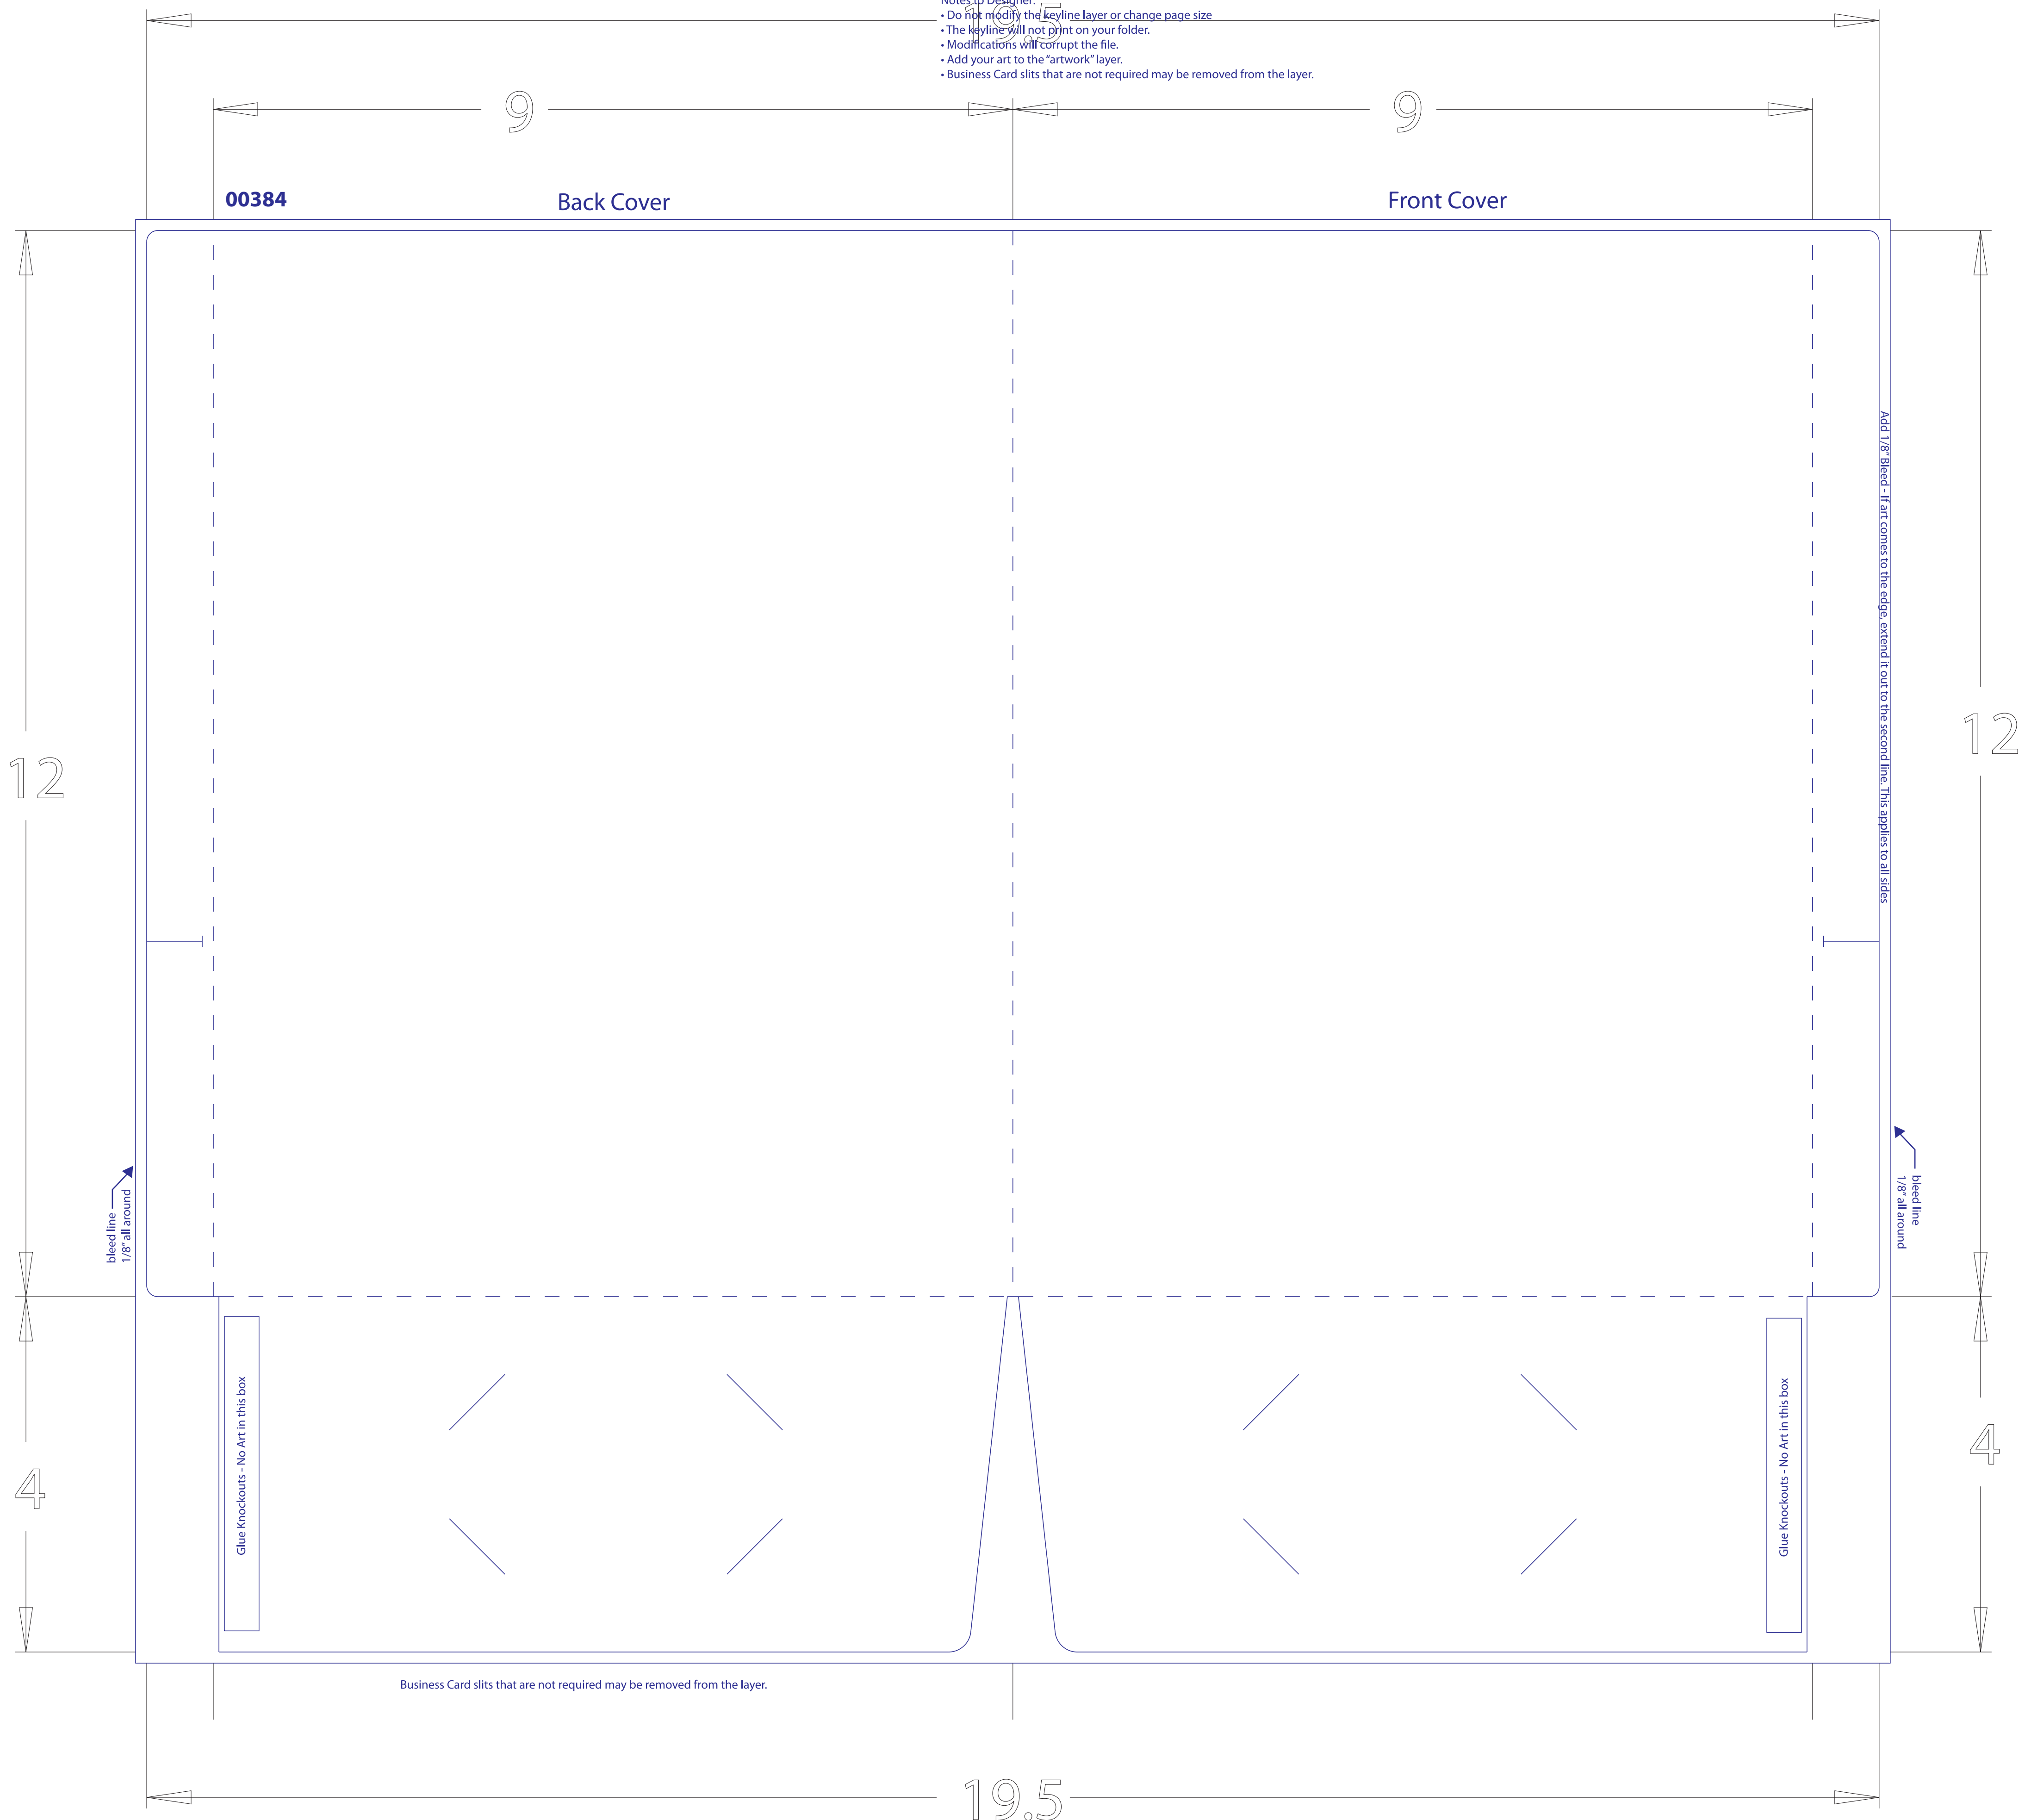 Notes to Designer:
• Do not modify the keyline layer or change page size
• The keyline will not print on your folder.
• Modifications will corrupt the file.
• Add your art to the “artwork” layer.
• Business Card slits that are not required may be removed from the layer.
19.5
9
9
00384
Back Cover
Front Cover
Add 1/8” Bleed - If art comes to the edge, extend it out to the second line. This applies to all sides
12
12
bleed line
1/8” all around
bleed line
1/8” all around
Glue Knockouts - No Art in this box
Glue Knockouts - No Art in this box
4
4
Business Card slits that are not required may be removed from the layer.
19.5